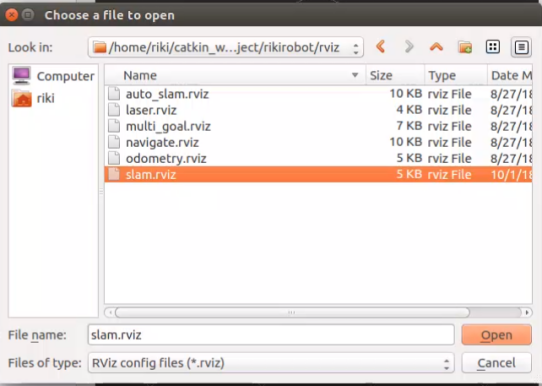 Choose a file to open
Look in: /home/riki/catkin_w...ject/rikirobot/rviz
Computer
riki
Name Size Type Date M
auto_slam.rviz 10 KB rviz File 8/27/18
laser.rviz 4 KB rviz File 8/27/18
multi_goal.rviz 7 KB rviz File 8/27/18
navigate.rviz 10 KB rviz File 8/27/18
odometry.rviz 5 KB rviz File 8/27/18
slam.rviz 5 KB rviz File 10/1/18
File name: slam.rviz Open
Files of type: RViz config files (*.rviz) Cancel